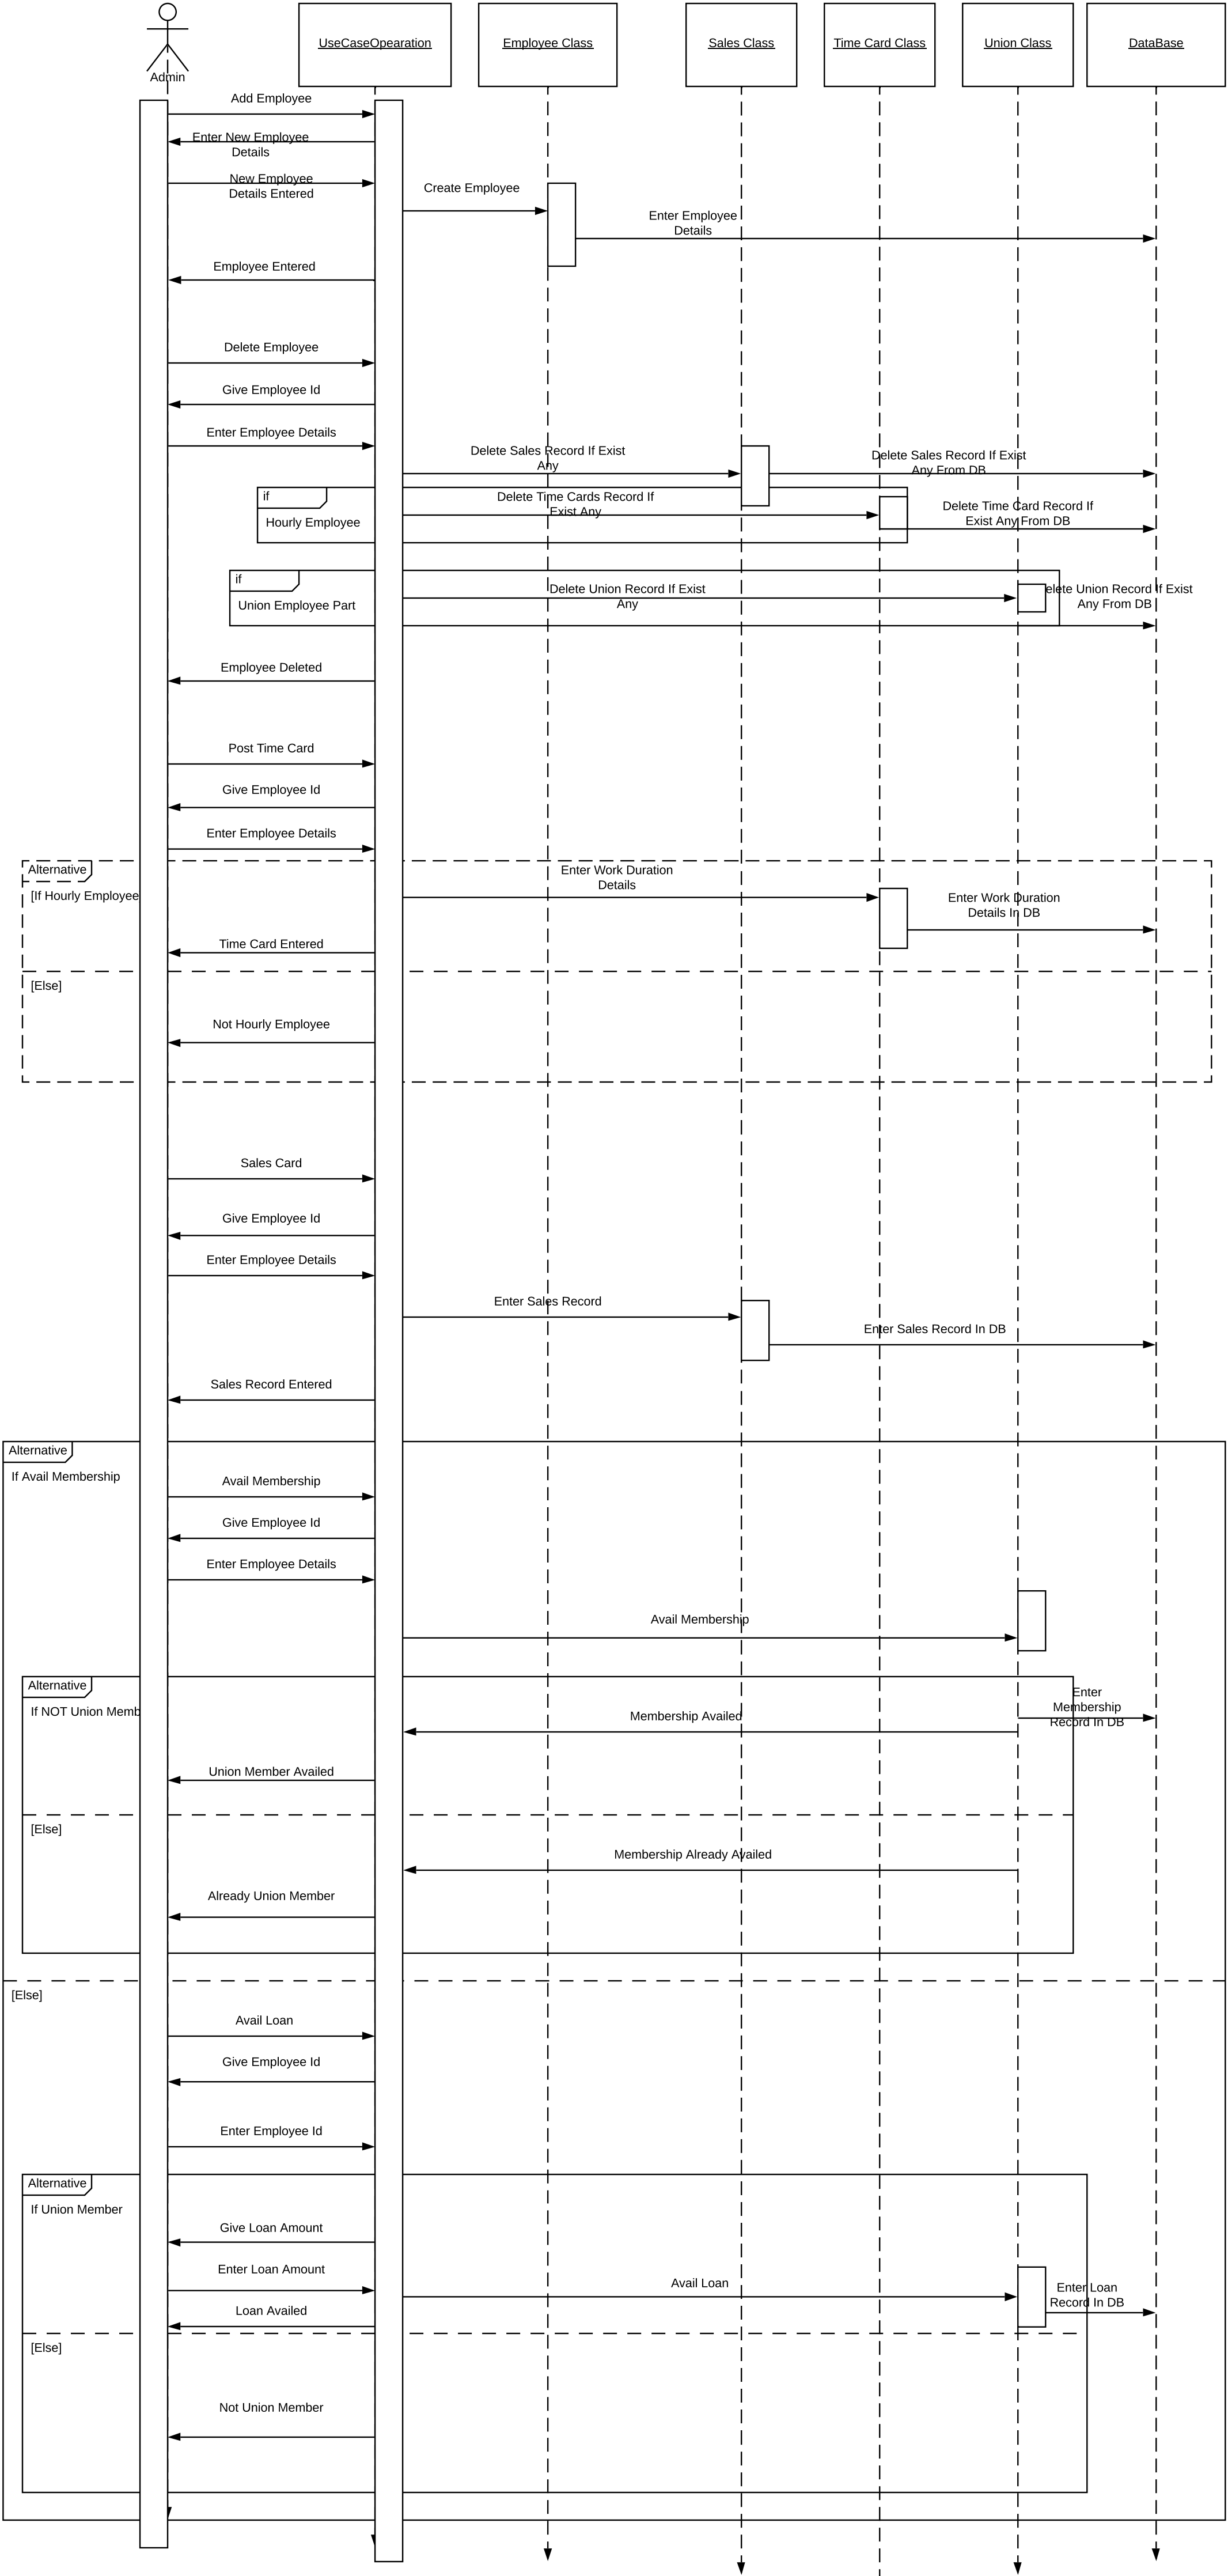 Admin
UseCaseOpearation
Employee Class
Sales Class
Time Card Class
Union Class
DataBase
Add Employee
Enter New Employee
Details
New Employee
Details Entered
Create Employee
Enter Employee
Details
Employee Entered
Delete Employee
Give Employee Id
Enter Employee Details
Delete Sales Record If Exist
Any
Delete Sales Record If Exist
Any From DB
if
Hourly Employee
Delete Time Cards Record If
Exist Any
Delete Time Card Record If
Exist Any From DB
if
Union Employee Part
Delete Union Record If Exist
Any
elete Union Record If Exist
Any From DB
Employee Deleted
Post Time Card
Give Employee Id
Enter Employee Details
Alternative
[If Hourly Employee
Enter Work Duration
Details
Enter Work Duration
Details In DB
Time Card Entered
[Else]
Not Hourly Employee
Sales Card
Give Employee Id
Enter Employee Details
Enter Sales Record
Enter Sales Record In DB
Sales Record Entered
Alternative
If Avail Membership
Avail Membership
Give Employee Id
Enter Employee Details
Avail Membership
Alternative
If NOT Union Memb
Enter
Membership
Record In DB
Membership Availed
Union Member Availed
[Else]
Membership Already Availed
Already Union Member
[Else]
Avail Loan
Give Employee Id
Enter Employee Id
Alternative
If Union Member
Give Loan Amount
Enter Loan Amount
Avail Loan
Enter Loan
Record In DB
Loan Availed
[Else]
Not Union Member